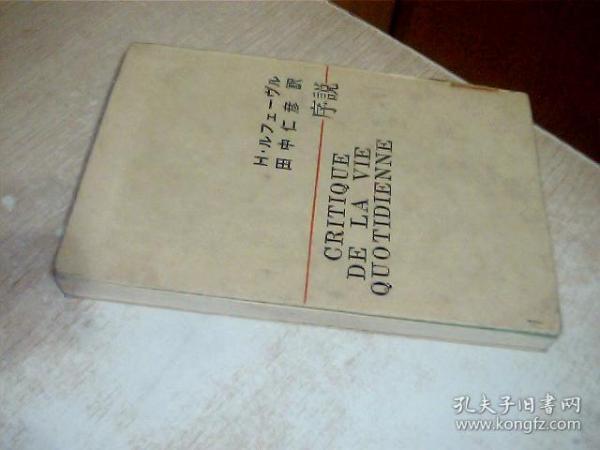 H・ルフェーヴル
田中仁彦 訳
序説
CRITIQUE
DE LA VIE
QUOTIDIENNE
孔夫子旧书网
www.kongfz.com